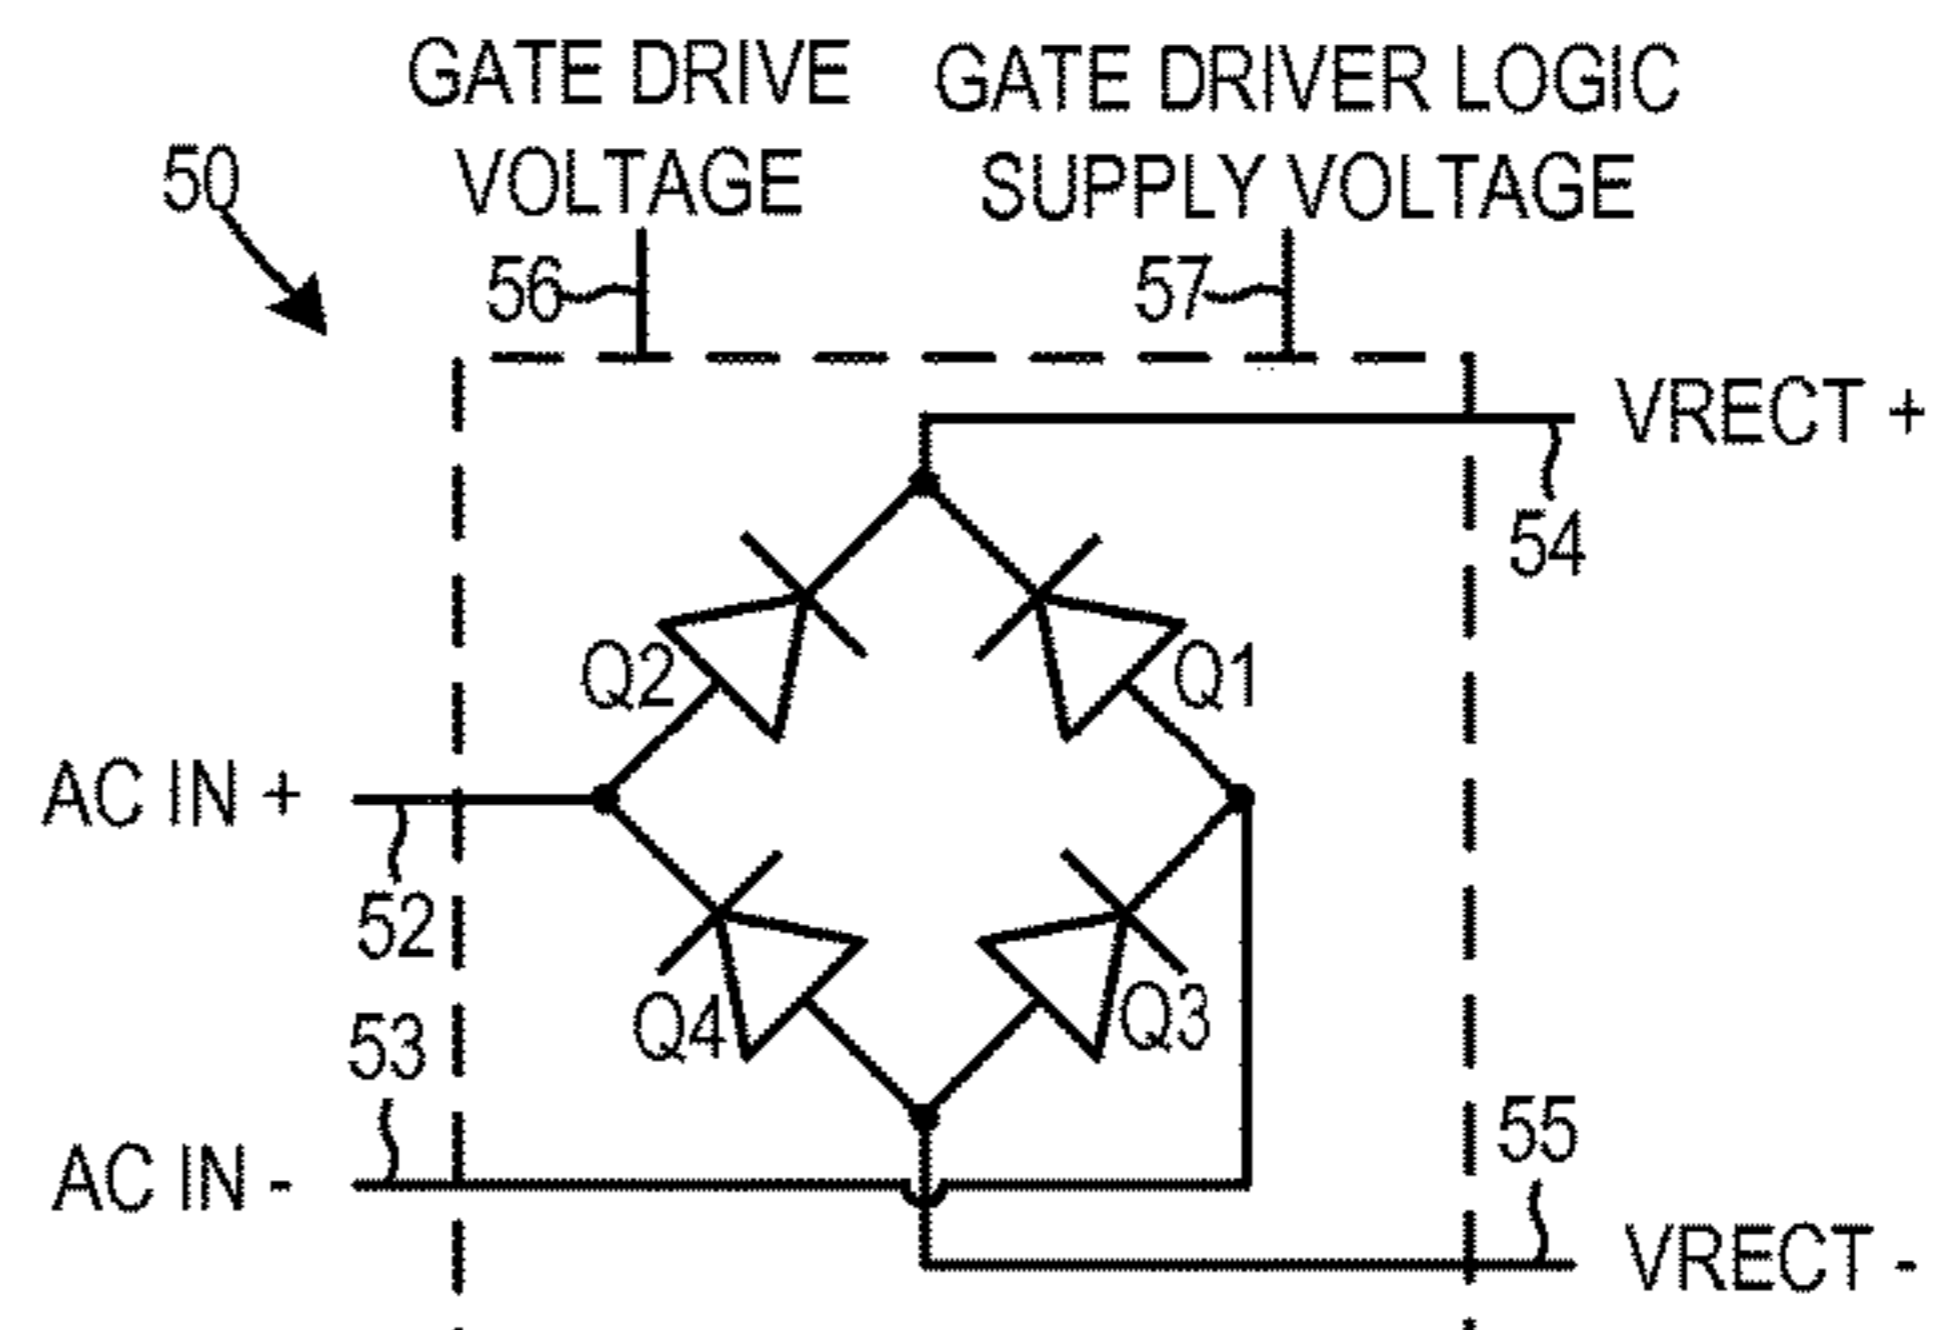 GATE DRIVE
VOLTAGE
GATE DRIVER LOGIC
SUPPLY VOLTAGE
50
56
57
VRECT +
54
Q2
Q1
AC IN +
52
Q4
Q3
53
AC IN -
55
VRECT -